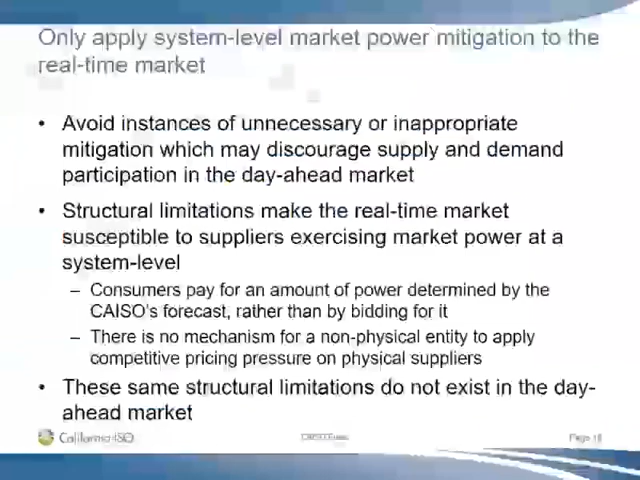 Only apply system-level market power mitigation to the
real-time market
• Avoid instances of unnecessary or inappropriate
mitigation which may discourage supply and demand
participation in the day-ahead market
• Structural limitations make the real-time market
susceptible to suppliers exercising market power at a
system-level
– Consumers pay for an amount of power determined by the
CAISO's forecast, rather than by bidding for it
– There is no mechanism for a non-physical entity to apply
competitive pricing pressure on physical suppliers
• These same structural limitations do not exist in the day-
ahead market
California ISO
Page